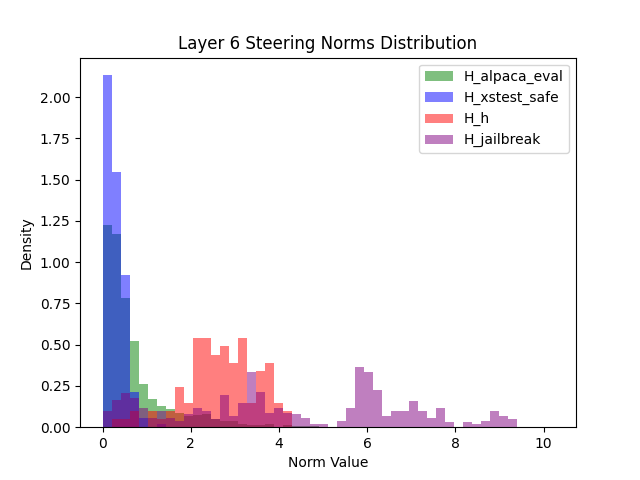 Layer 6 Steering Norms Distribution
H_alpaca_eval
H_xstest_safe
H_h
H_jailbreak
Density
2.00
1.75
1.50
1.25
1.00
0.75
0.50
0.25
0.00
0 2 4 6 8 10
Norm Value